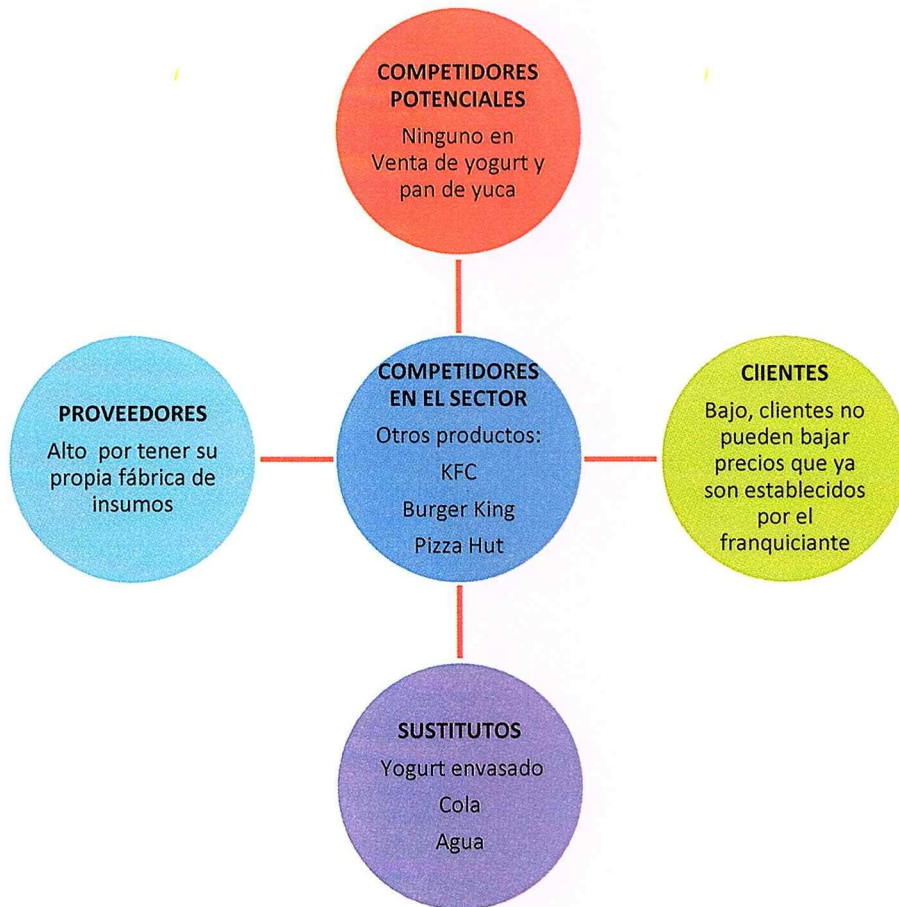 COMPETIDORES
POTENCIALES
Ninguno en
Venta de yogurt y
pan de yuca
PROVEEDORES
Alto por tener su
propia fábrica de
insumos
COMPETIDORES
EN EL SECTOR
Otros productos:
KFC
Burger King
Pizza Hut
ClIENTES
Bajo, clientes no
pueden bajar
precios que ya
son establecidos
por el
franquiciante
SUSTITUTOS
Yogurt envasado
Cola
Agua